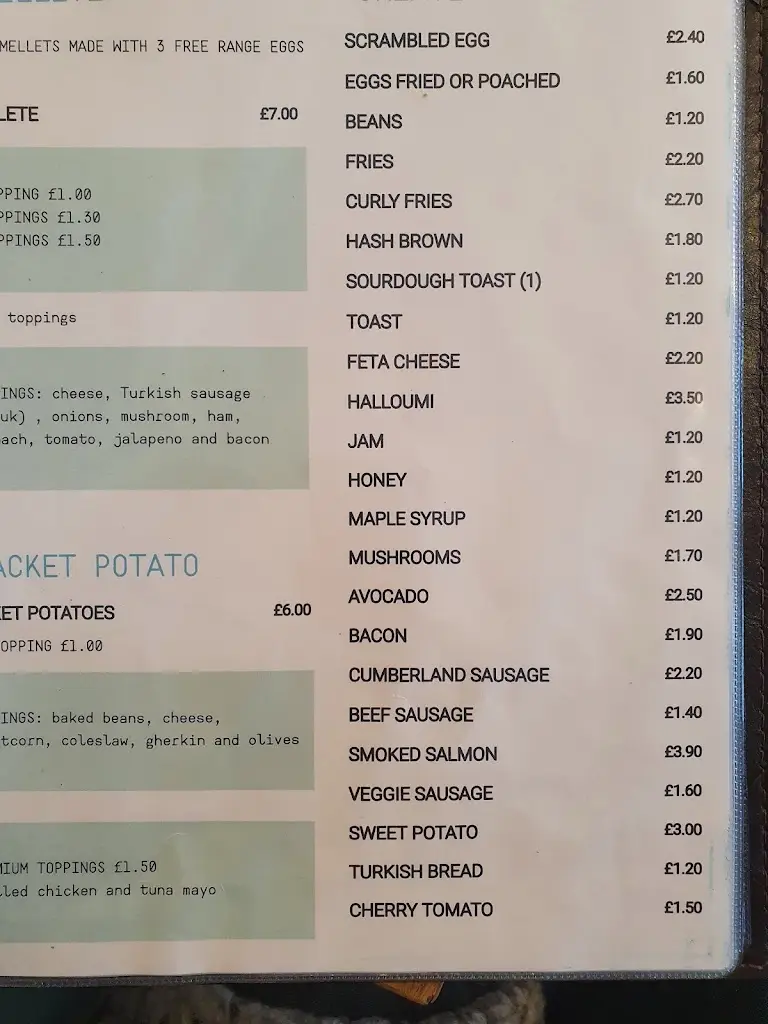 MELLETS MADE WITH 3 FREE RANGE EGGS
LETE £7.00
PPING £1.00
PPINGS £1.30
PPINGS £1.50
toppings
INGS: cheese, Turkish sausage
uk) , onions, mushroom, ham,
ach, tomato, jalapeno and bacon
ACKET POTATO
ET POTATOES £6.00
OPPING £1.00
INGS: baked beans, cheese,
tcorn, coleslaw, gherkin and olives
MIUM TOPPINGS £1.50
lled chicken and tuna mayo
SCRAMBLED EGG £2.40
EGGS FRIED OR POACHED £1.60
BEANS £1.20
FRIES £2.20
CURLY FRIES £2.70
HASH BROWN £1.80
SOURDOUGH TOAST (1) £1.20
TOAST £1.20
FETA CHEESE £2.20
HALLOUMI £3.50
JAM £1.20
HONEY £1.20
MAPLE SYRUP £1.20
MUSHROOMS £1.70
AVOCADO £2.50
BACON £1.90
CUMBERLAND SAUSAGE £2.20
BEEF SAUSAGE £1.40
SMOKED SALMON £3.90
VEGGIE SAUSAGE £1.60
SWEET POTATO £3.00
TURKISH BREAD £1.20
CHERRY TOMATO £1.50